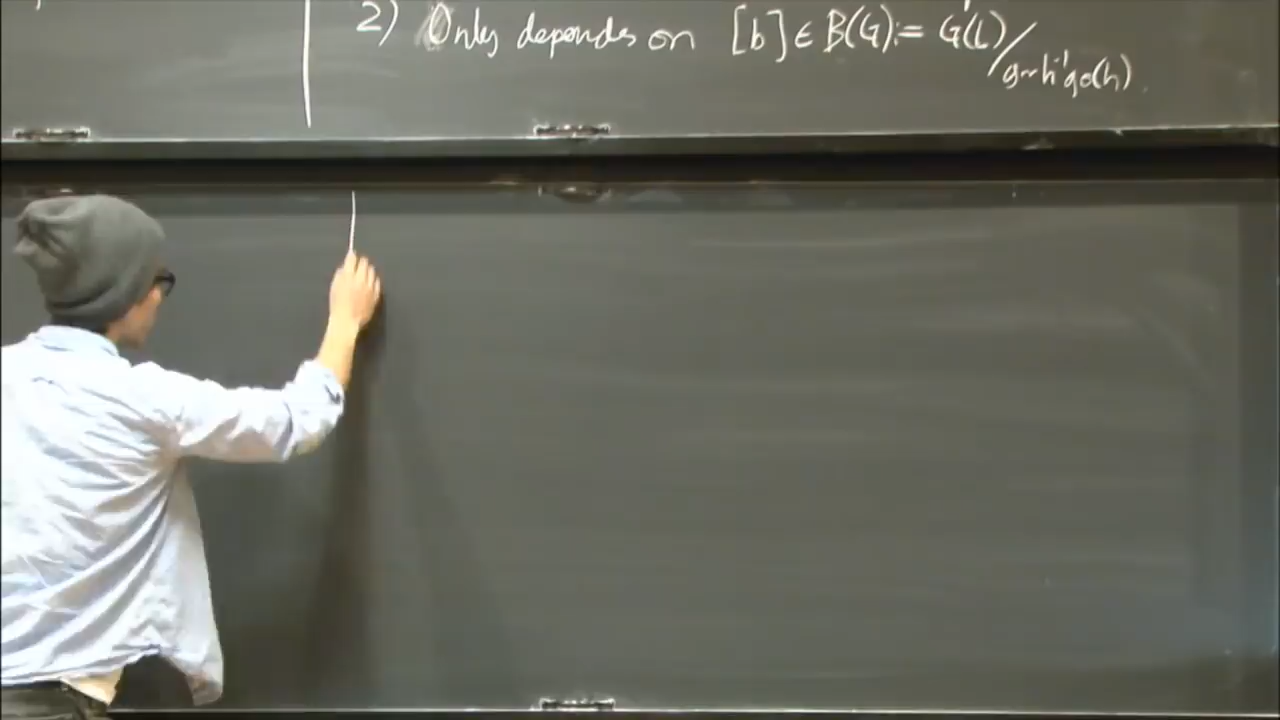 2) Only depends on [b] ∈ B(G) := G(L)/g~h⁻¹gσ(h).